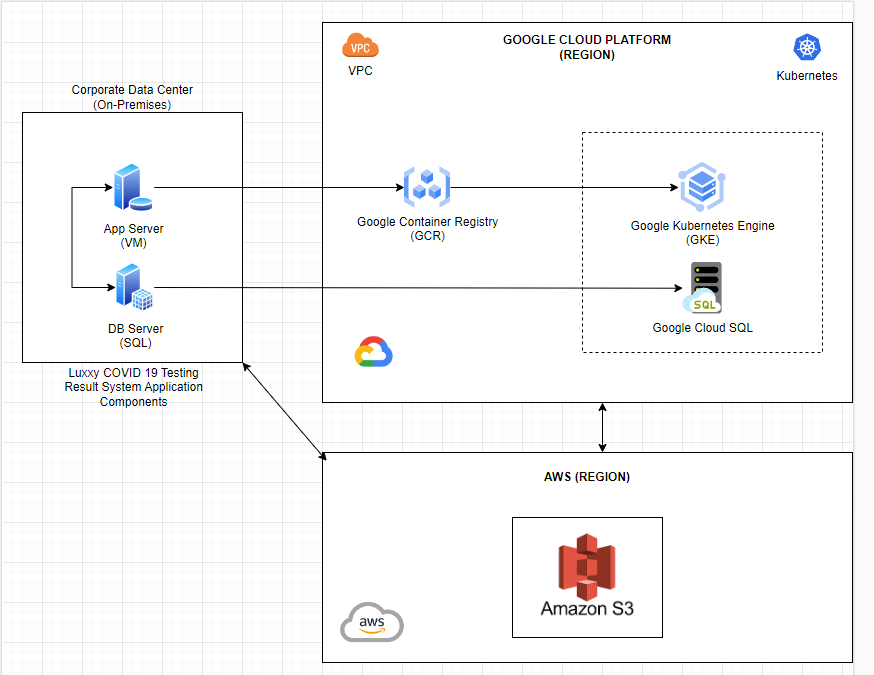 GOOGLE CLOUD PLATFORM
(REGION)
VPC
VPC
Kubernetes
Corporate Data Center
(On-Premises)
App Server
(VM)
Google Container Registry
(GCR)
Google Kubernetes Engine
(GKE)
DB Server
(SQL)
SQL
Google Cloud SQL
Luxxy COVID 19 Testing
Result System Application
Components
AWS (REGION)
Amazon S3
aws